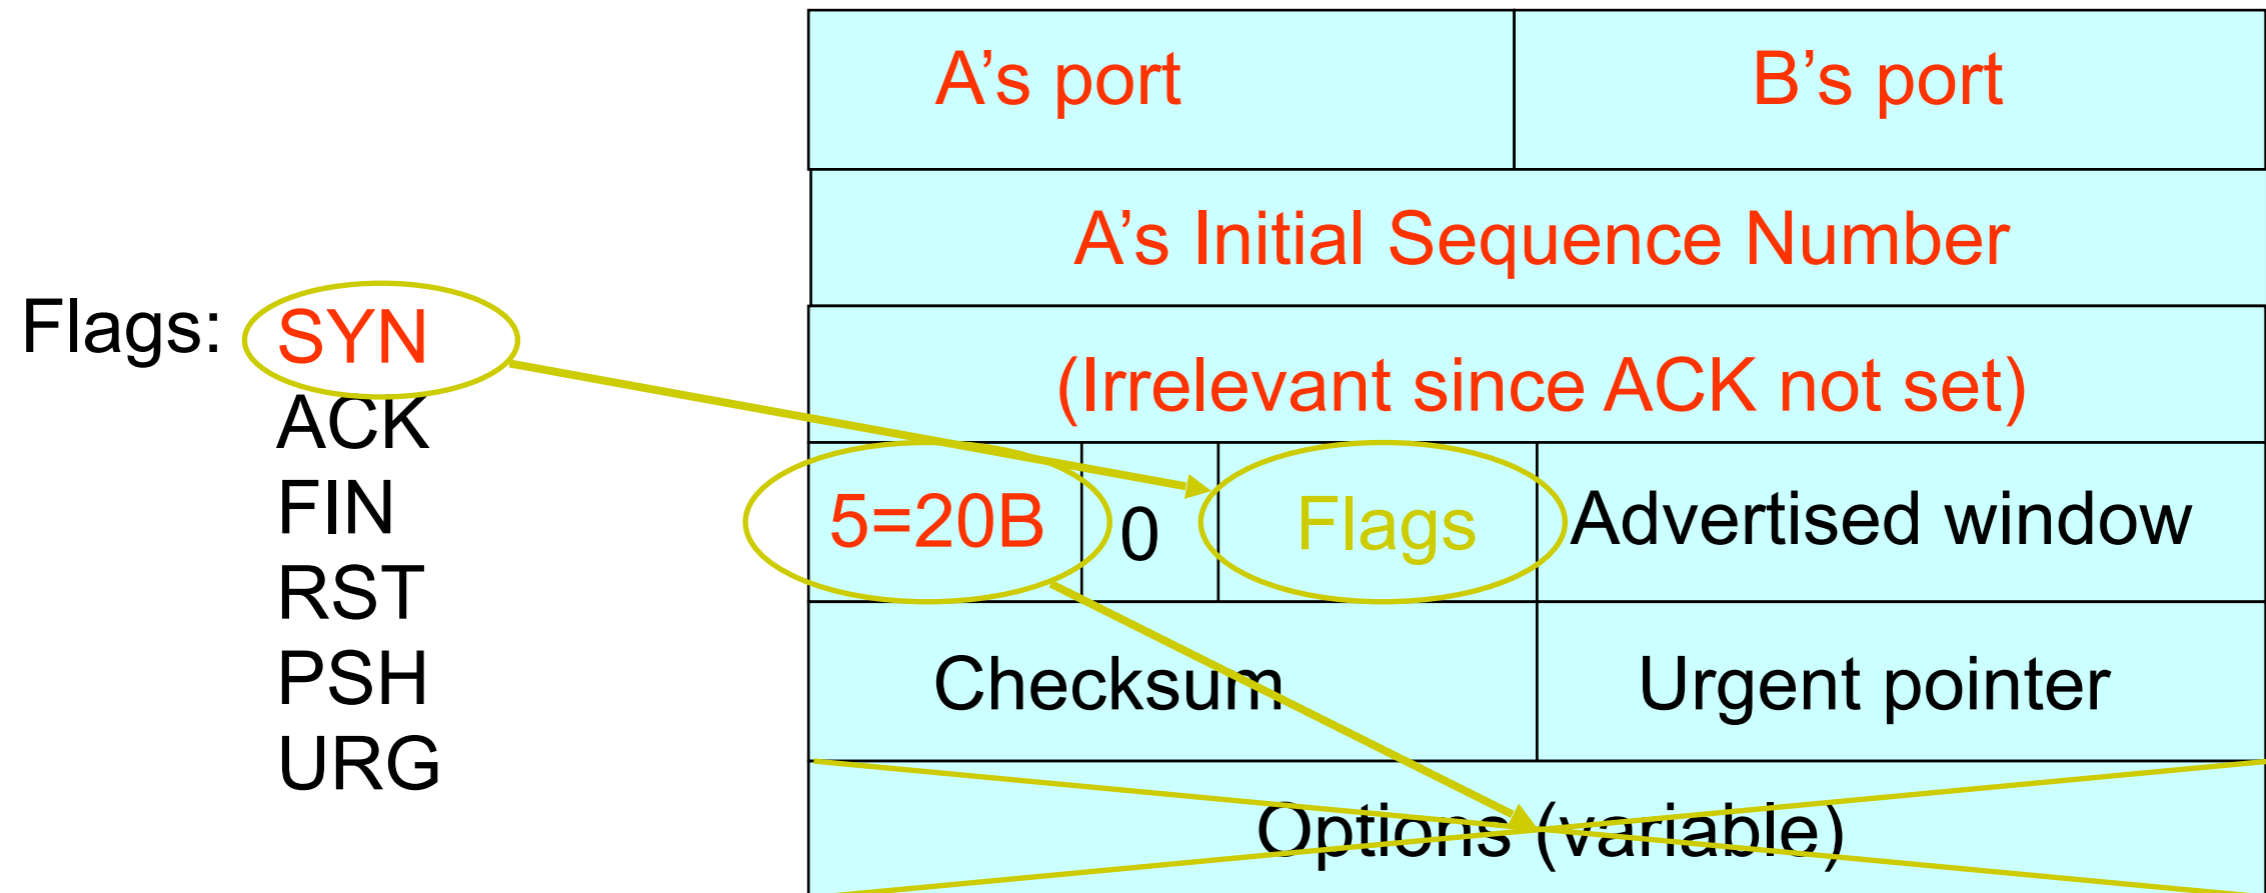 A’s port
B’s port
A’s Initial Sequence Number
Flags: SYN
ACK
FIN
RST
PSH
URG
(Irrelevant since ACK not set)
5=20B
0
Flags
Advertised window
Checksum
Urgent pointer
Options (variable)